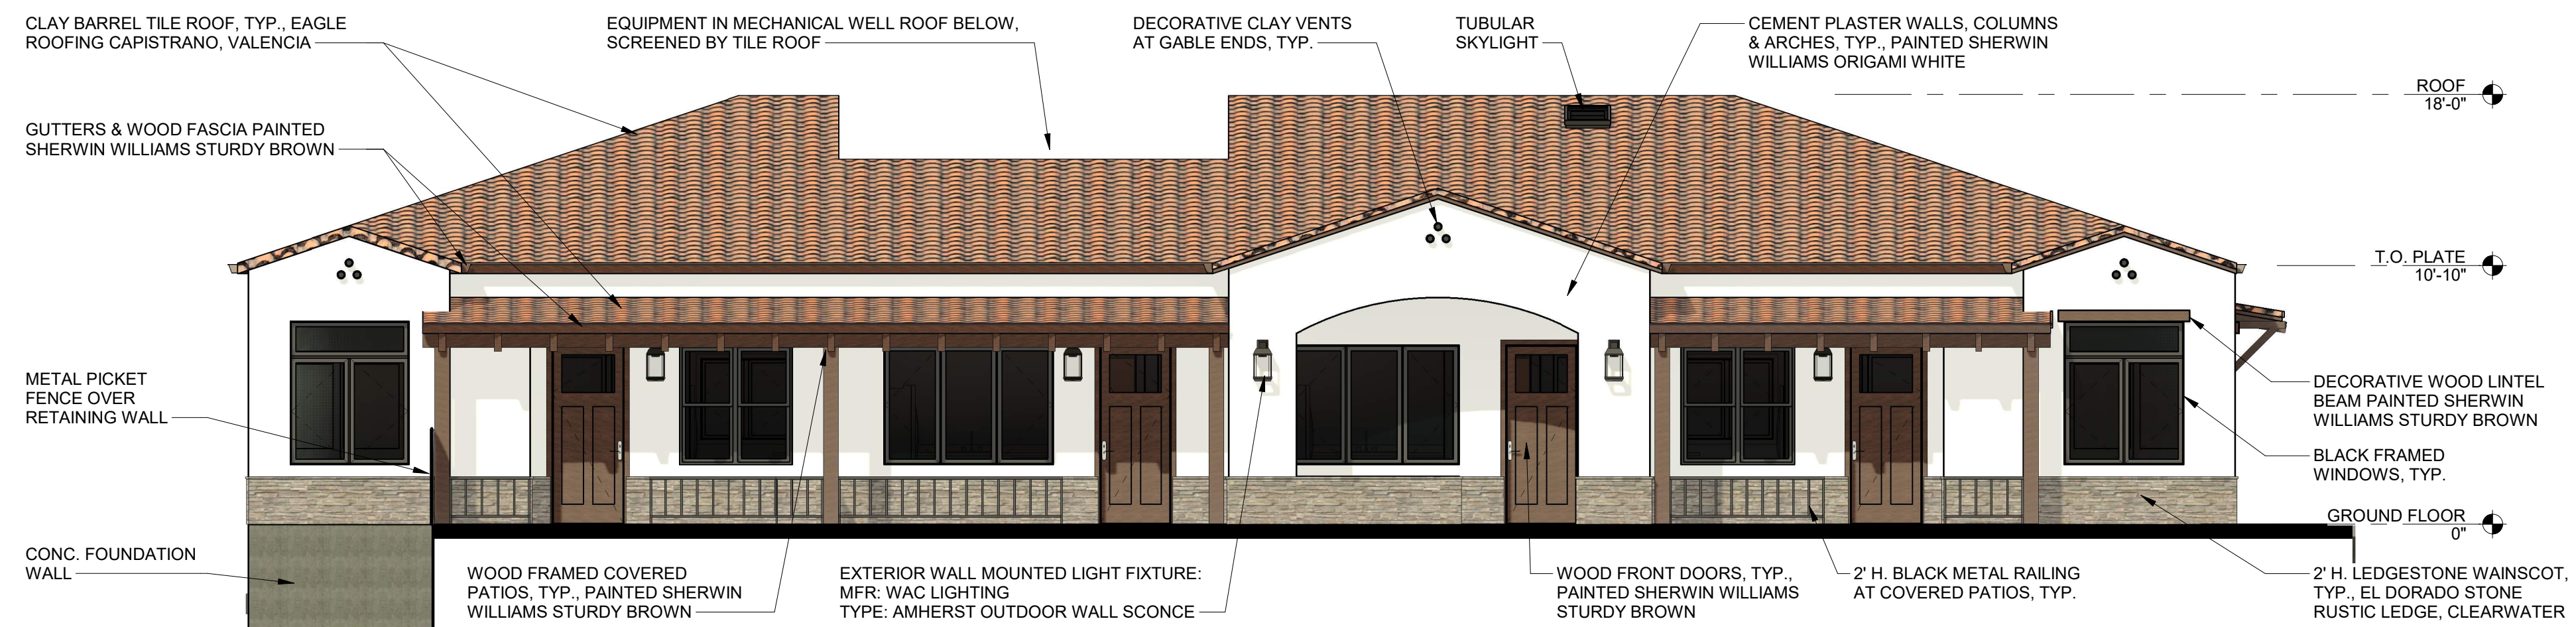 CLAY BARREL TILE ROOF, TYP., EAGLE
ROOFING CAPISTRANO, VALENCIA
EQUIPMENT IN MECHANICAL WELL ROOF BELOW,
SCREENED BY TILE ROOF
DECORATIVE CLAY VENTS
AT GABLE ENDS, TYP.
TUBULAR
SKYLIGHT
CEMENT PLASTER WALLS, COLUMNS
& ARCHES, TYP., PAINTED SHERWIN
WILLIAMS ORIGAMI WHITE
ROOF
18'-0"
GUTTERS & WOOD FASCIA PAINTED
SHERWIN WILLIAMS STURDY BROWN
T.O. PLATE
10'-10"
METAL PICKET
FENCE OVER
RETAINING WALL
DECORATIVE WOOD LINTEL
BEAM PAINTED SHERWIN
WILLIAMS STURDY BROWN
BLACK FRAMED
WINDOWS, TYP.
GROUND FLOOR
0"
CONC. FOUNDATION
WALL
WOOD FRAMED COVERED
PATIOS, TYP., PAINTED SHERWIN
WILLIAMS STURDY BROWN
EXTERIOR WALL MOUNTED LIGHT FIXTURE:
MFR: WAC LIGHTING
TYPE: AMHERST OUTDOOR WALL SCONCE
WOOD FRONT DOORS, TYP.,
PAINTED SHERWIN WILLIAMS
STURDY BROWN
2' H. BLACK METAL RAILING
AT COVERED PATIOS, TYP.
2' H. LEDGESTONE WAINSCOT,
TYP., EL DORADO STONE
RUSTIC LEDGE, CLEARWATER